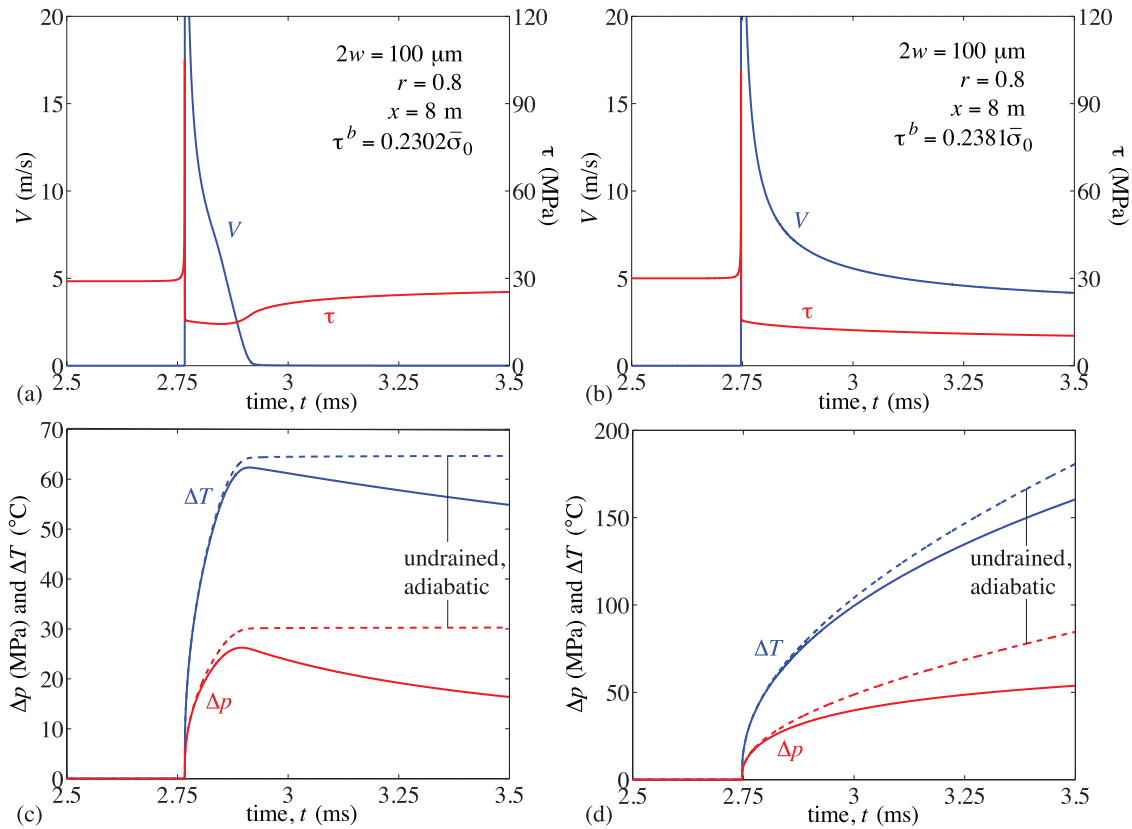 20
15
10
5
0
V (m/s)
120
90
60
30
0
τ (MPa)
2w = 100 μm
r = 0.8
x = 8 m
τᵇ = 0.2302σ̄₀
V
τ
2.5
2.75
3
3.25
3.5
(a)
time, t (ms)
20
15
10
5
0
V (m/s)
120
90
60
30
0
τ (MPa)
2w = 100 μm
r = 0.8
x = 8 m
τᵇ = 0.2381σ̄₀
V
τ
2.5
2.75
3
3.25
3.5
(b)
time, t (ms)
70
60
50
40
30
20
10
0
Δp (MPa) and ΔT (°C)
ΔT
undrained,
adiabatic
Δp
2.5
2.75
3
3.25
3.5
(c)
time, t (ms)
200
150
100
50
0
Δp (MPa) and ΔT (°C)
undrained,
adiabatic
ΔT
Δp
2.5
2.75
3
3.25
3.5
(d)
time, t (ms)